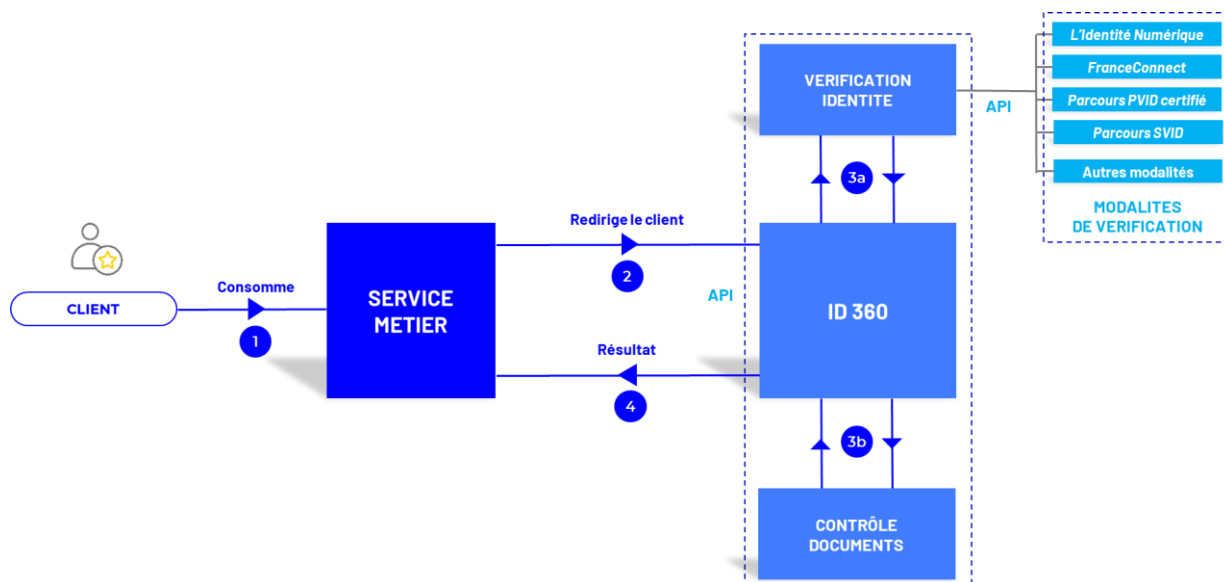 L'Identité Numérique
FranceConnect
Parcours PVID certifié
Parcours SVID
Autres modalités
MODALITES
DE VERIFICATION
VERIFICATION
IDENTITE
API
3a
Redirige le client
2
CLIENT
Consomme
1
SERVICE
METIER
API
ID 360
Résultat
4
3b
CONTRÔLE
DOCUMENTS